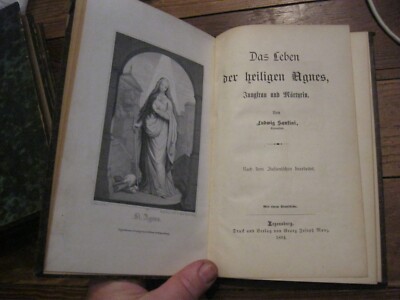 St. Agnes.
Das Leben
der heiligen Agnes,
Jungfrau und Märtyrin.
Von
Ludwig
Nach dem Italienischen bearbeitet.
Mit einem Stahlstich.
Regensburg.
Druck und Verlag von Georg Joseph Manz.